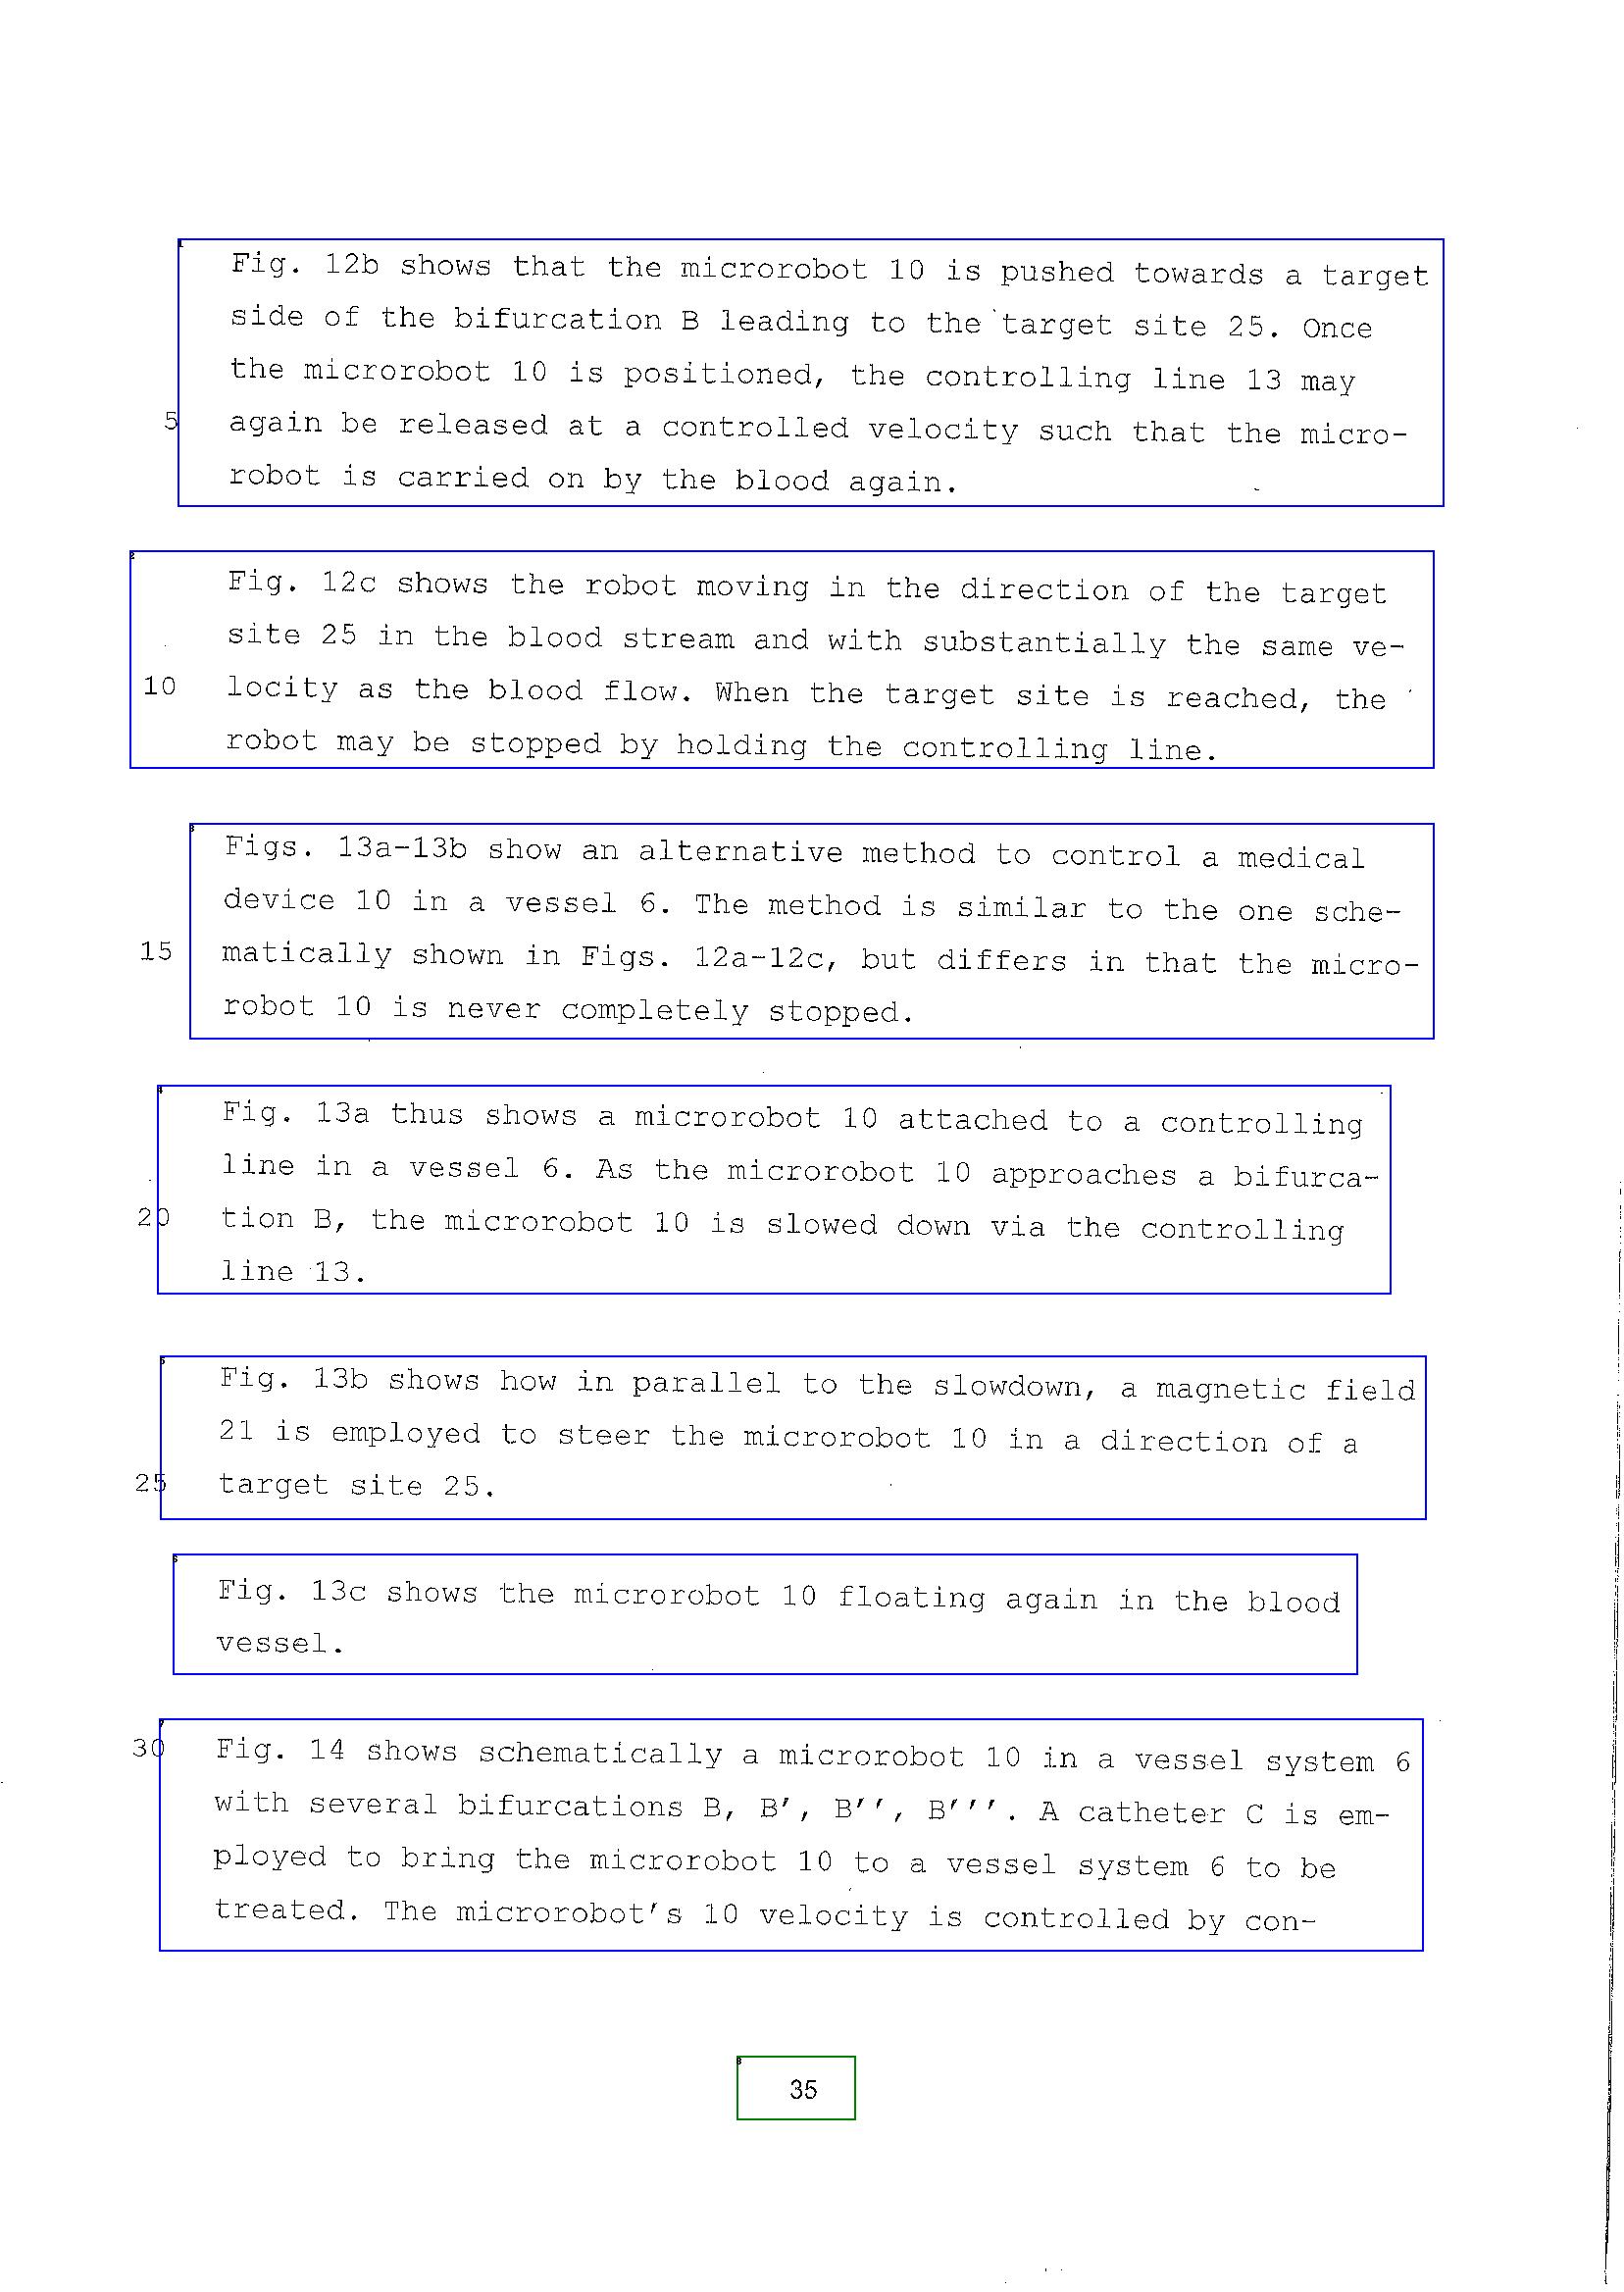 Fig. 12b shows that the microrobot 10 is pushed towards a target
side of the bifurcation B leading to the target site 25. Once
the microrobot 10 is positioned, the controlling line 13 may
5 again be released at a controlled velocity such that the micro-
robot is carried on by the blood again.
Fig. 12c shows the robot moving in the direction of the target
site 25 in the blood stream and with substantially the same ve-
10 locity as the blood flow. When the target site is reached, the
robot may be stopped by holding the controlling line.
Figs. 13a-13b show an alternative method to control a medical
device 10 in a vessel 6. The method is similar to the one sche-
15 matically shown in Figs. 12a-12c, but differs in that the micro-
robot 10 is never completely stopped.
Fig. 13a thus shows a microrobot 10 attached to a controlling
line in a vessel 6. As the microrobot 10 approaches a bifurca-
20 tion B, the microrobot 10 is slowed down via the controlling
line 13.
Fig. 13b shows how in parallel to the slowdown, a magnetic field
21 is employed to steer the microrobot 10 in a direction of a
25 target site 25.
Fig. 13c shows the microrobot 10 floating again in the blood
vessel.
30 Fig. 14 shows schematically a microrobot 10 in a vessel system 6
with several bifurcations B, B', B'', B'''. A catheter C is em-
ployed to bring the microrobot 10 to a vessel system 6 to be
treated. The microrobot's 10 velocity is controlled by con-
35